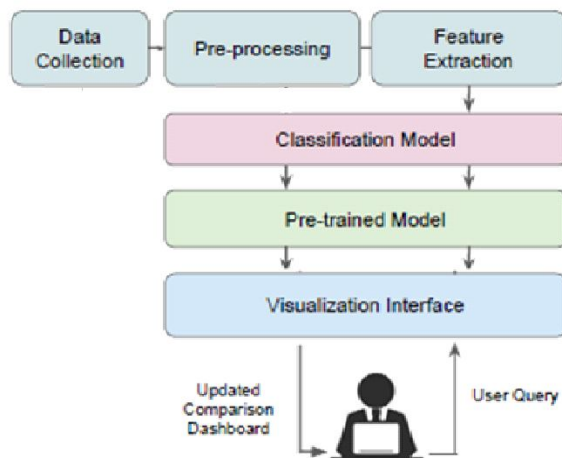 Data
Collection
Pre-processing
Feature
Extraction
Classification Model
Pre-trained Model
Visualization Interface
Updated
Comparison
Dashboard
User Query